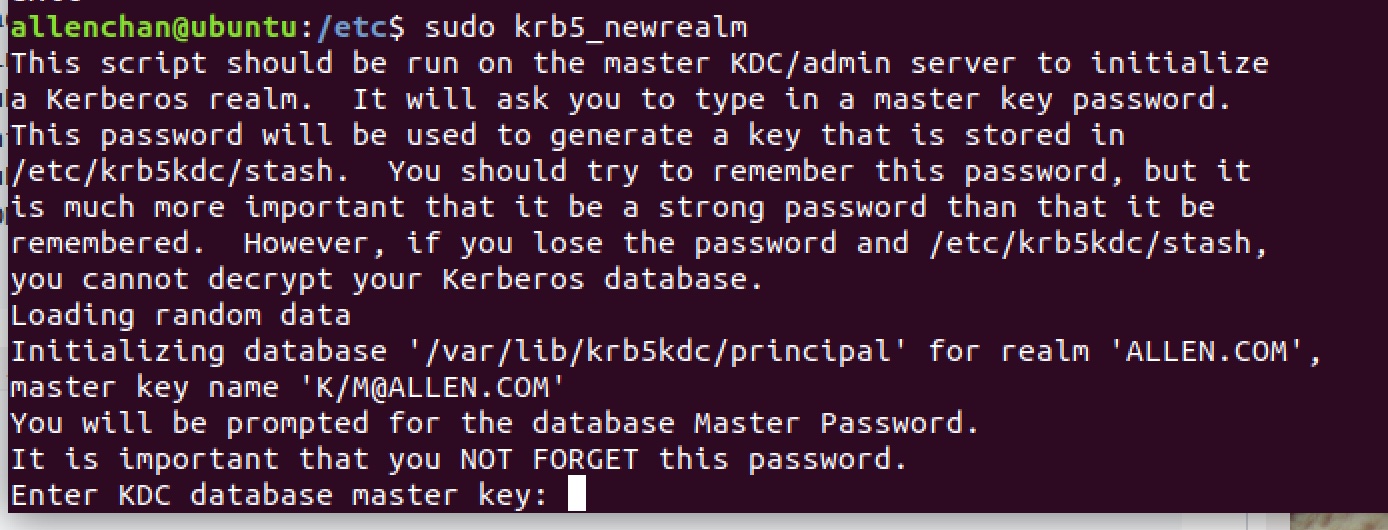 allenchan@ubuntu:/etc$ sudo krb5_newrealm
This script should be run on the master KDC/admin server to initialize
a Kerberos realm.  It will ask you to type in a master key password.
This password will be used to generate a key that is stored in
/etc/krb5kdc/stash.  You should try to remember this password, but it
is much more important that it be a strong password than that it be
remembered.  However, if you lose the password and /etc/krb5kdc/stash,
you cannot decrypt your Kerberos database.
Loading random data
Initializing database '/var/lib/krb5kdc/principal' for realm 'ALLEN.COM',
master key name 'K/M@ALLEN.COM'
You will be prompted for the database Master Password.
It is important that you NOT FORGET this password.
Enter KDC database master key: